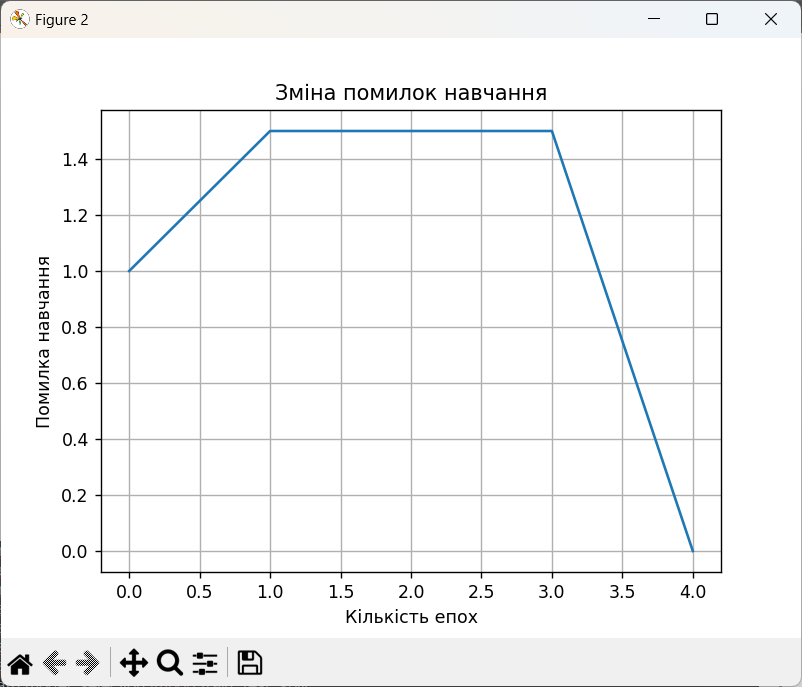 Figure 2
Зміна помилок навчання
Помилка навчання
1.4
1.2
1.0
0.8
0.6
0.4
0.2
0.0
0.0 0.5 1.0 1.5 2.0 2.5 3.0 3.5 4.0
Кількість епох